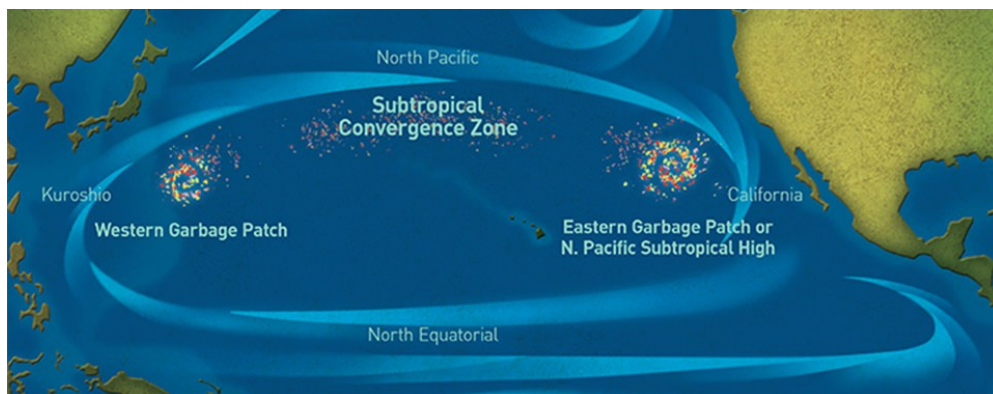 North Pacific
Subtropical
Convergence Zone
Kuroshio
California
Western Garbage Patch
Eastern Garbage Patch or
N. Pacific Subtropical High
North Equatorial